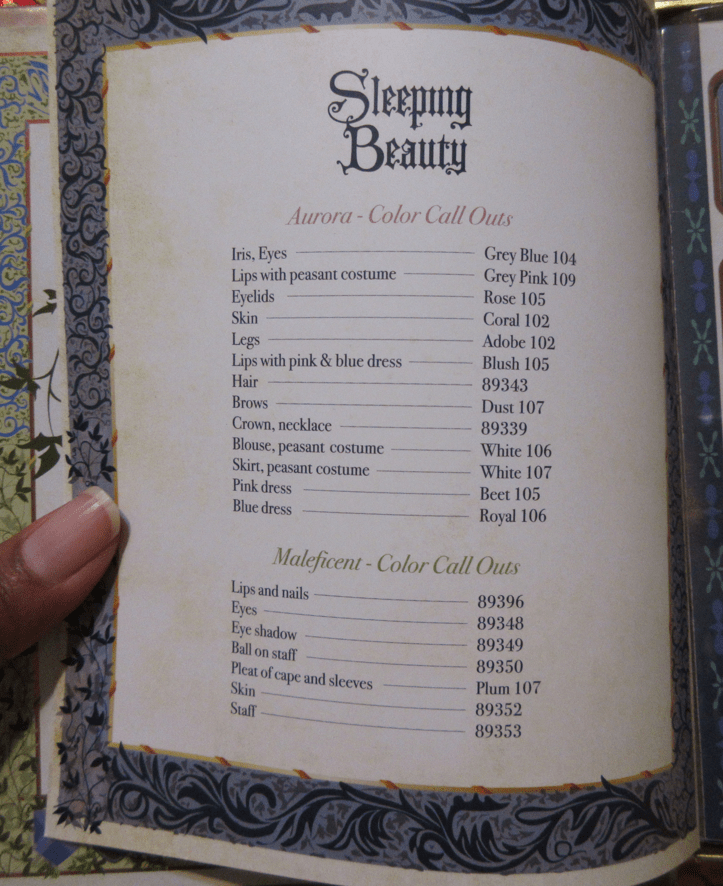 Sleeping
Beauty
Aurora - Color Call Outs
Iris, Eyes Grey Blue 104
Lips with peasant costume Grey Pink 109
Eyelids Rose 105
Skin Coral 102
Legs Adobe 102
Lips with pink & blue dress Blush 105
Hair 89343
Brows Dust 107
Crown, necklace 89339
Blouse, peasant costume White 106
Skirt, peasant costume White 107
Pink dress Beet 105
Blue dress Royal 106
Maleficent - Color Call Outs
Lips and nails 89396
Eyes 89348
Eye shadow 89349
Ball on staff 89350
Pleat of cape and sleeves Plum 107
Skin 89352
Staff 89353